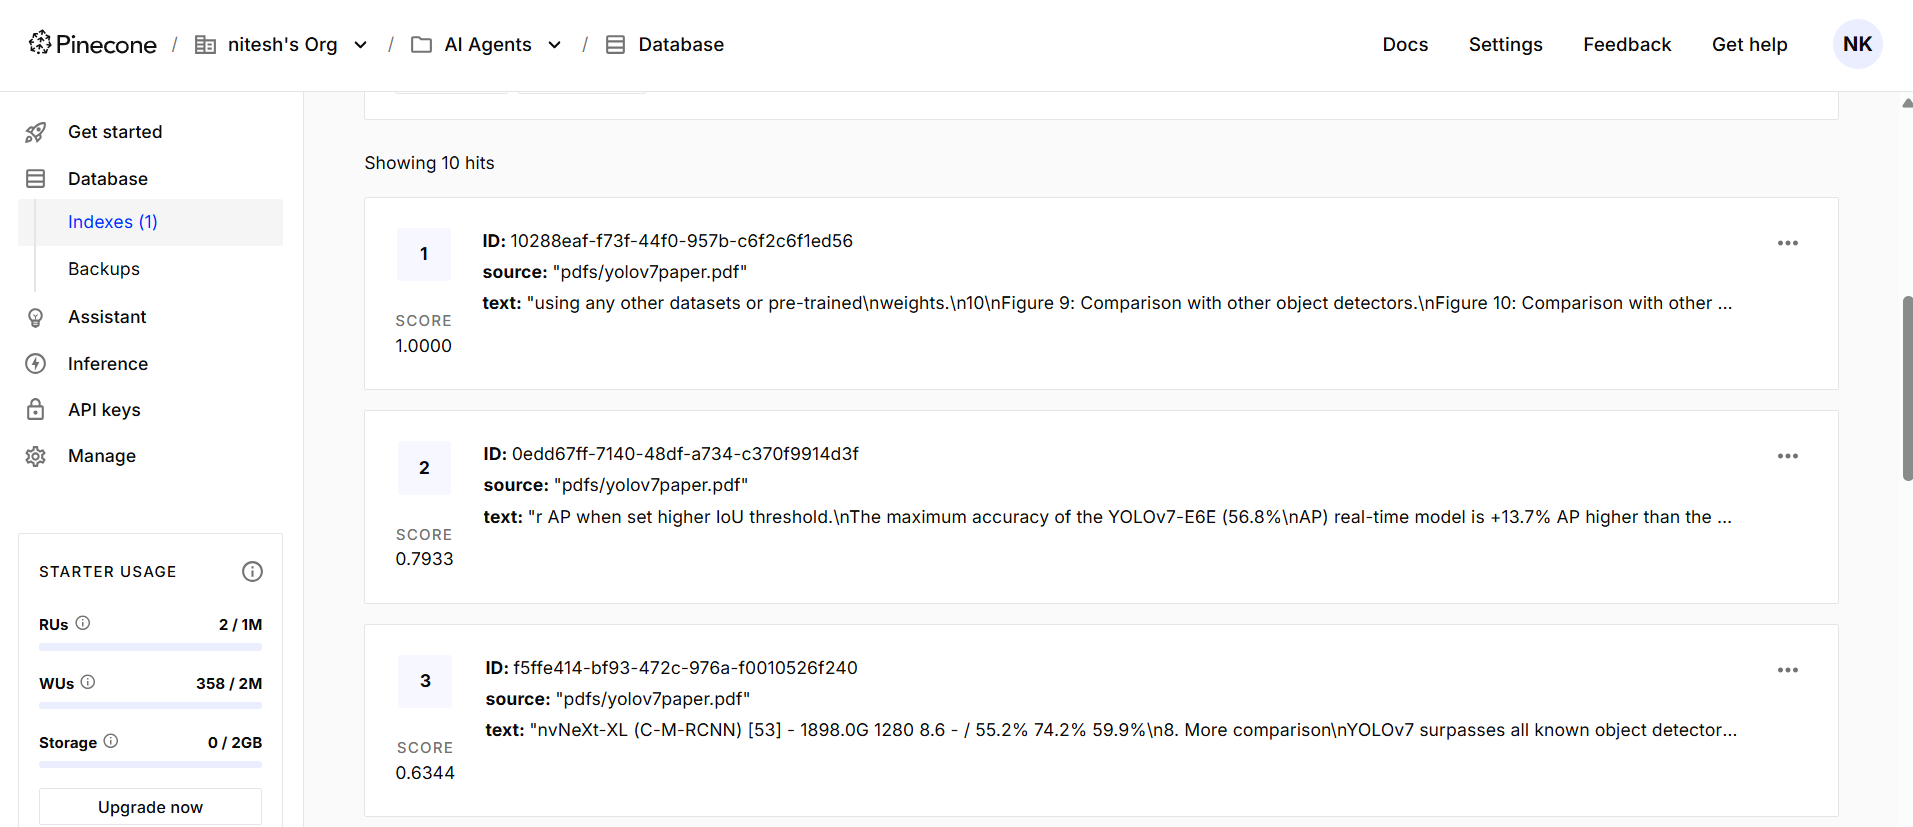 Pinecone / nitesh's Org / AI Agents / Database Docs Settings Feedback Get help NK
Get started
Database
Indexes (1)
Backups
Assistant
Inference
API keys
Manage
STARTER USAGE
RUs 2 / 1M
WUs 358 / 2M
Storage 0 / 2GB
Upgrade now
Showing 10 hits
1
SCORE
1.0000
ID: 10288eaf-f73f-44f0-957b-c6f2c6f1ed56
source: "pdfs/yolov7paper.pdf"
text: "using any other datasets or pre-trained\nweights.\n10\nFigure 9: Comparison with other object detectors.\nFigure 10: Comparison with other ...
2
SCORE
0.7933
ID: 0edd67ff-7140-48df-a734-c370f9914d3f
source: "pdfs/yolov7paper.pdf"
text: "r AP when set higher IoU threshold.\nThe maximum accuracy of the YOLOv7-E6E (56.8%\nAP) real-time model is +13.7% AP higher than the ...
3
SCORE
0.6344
ID: f5ffe414-bf93-472c-976a-f0010526f240
source: "pdfs/yolov7paper.pdf"
text: "nvNeXt-XL (C-M-RCNN) [53] - 1898.0G 1280 8.6 - / 55.2% 74.2% 59.9%\n8. More comparison\nYOLOv7 surpasses all known object detector...